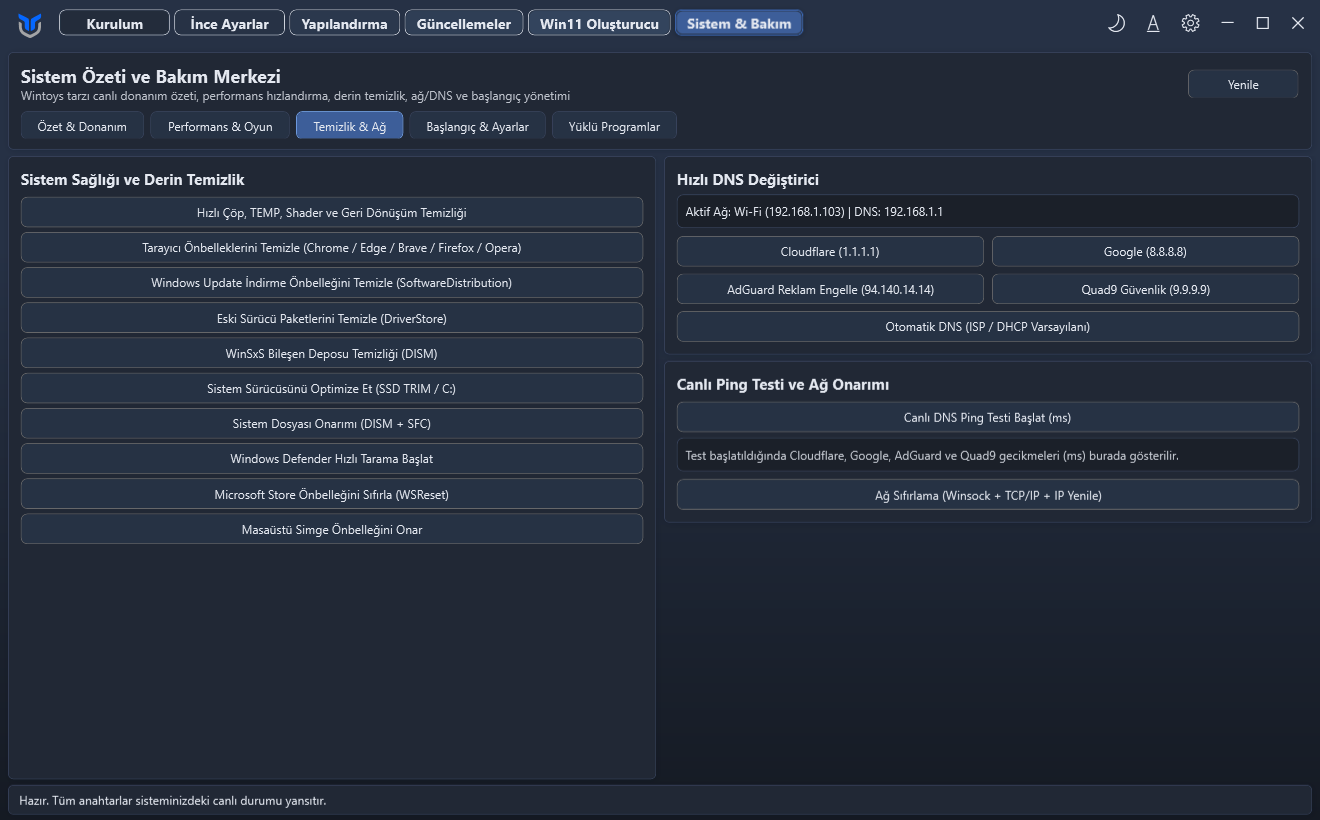 Kurulum
İnce Ayarlar
Yapılandırma
Güncellemeler
Win11 Oluşturucu
Sistem & Bakım
Sistem Özeti ve Bakım Merkezi
Wintoys tarzı canlı donanım özeti, performans hızlandırma, derin temizlik, ağ/DNS ve başlangıç yönetimi
Yenile
Özet & Donanım
Performans & Oyun
Temizlik & Ağ
Başlangıç & Ayarlar
Yüklü Programlar
Sistem Sağlığı ve Derin Temizlik
Hızlı Çöp, TEMP, Shader ve Geri Dönüşüm Temizliği
Tarayıcı Önbelleklerini Temizle (Chrome / Edge / Brave / Firefox / Opera)
Windows Update İndirme Önbelleğini Temizle (SoftwareDistribution)
Eski Sürücü Paketlerini Temizle (DriverStore)
WinSxS Bileşen Deposu Temizliği (DISM)
Sistem Sürücüsünü Optimize Et (SSD TRIM / C:)
Sistem Dosyası Onarımı (DISM + SFC)
Windows Defender Hızlı Tarama Başlat
Microsoft Store Önbelleğini Sıfırla (WSReset)
Masaüstü Simge Önbelleğini Onar
Hızlı DNS Değiştirici
Aktif Ağ: Wi-Fi (192.168.1.103) | DNS: 192.168.1.1
Cloudflare (1.1.1.1)
Google (8.8.8.8)
AdGuard Reklam Engelle (94.140.14.14)
Quad9 Güvenlik (9.9.9.9)
Otomatik DNS (ISP / DHCP Varsayılanı)
Canlı Ping Testi ve Ağ Onarımı
Canlı DNS Ping Testi Başlat (ms)
Test başlatıldığında Cloudflare, Google, AdGuard ve Quad9 gecikmeleri (ms) burada gösterilir.
Ağ Sıfırlama (Winsock + TCP/IP + IP Yenile)
Hazır. Tüm anahtarlar sisteminizdeki canlı durumu yansıtır.